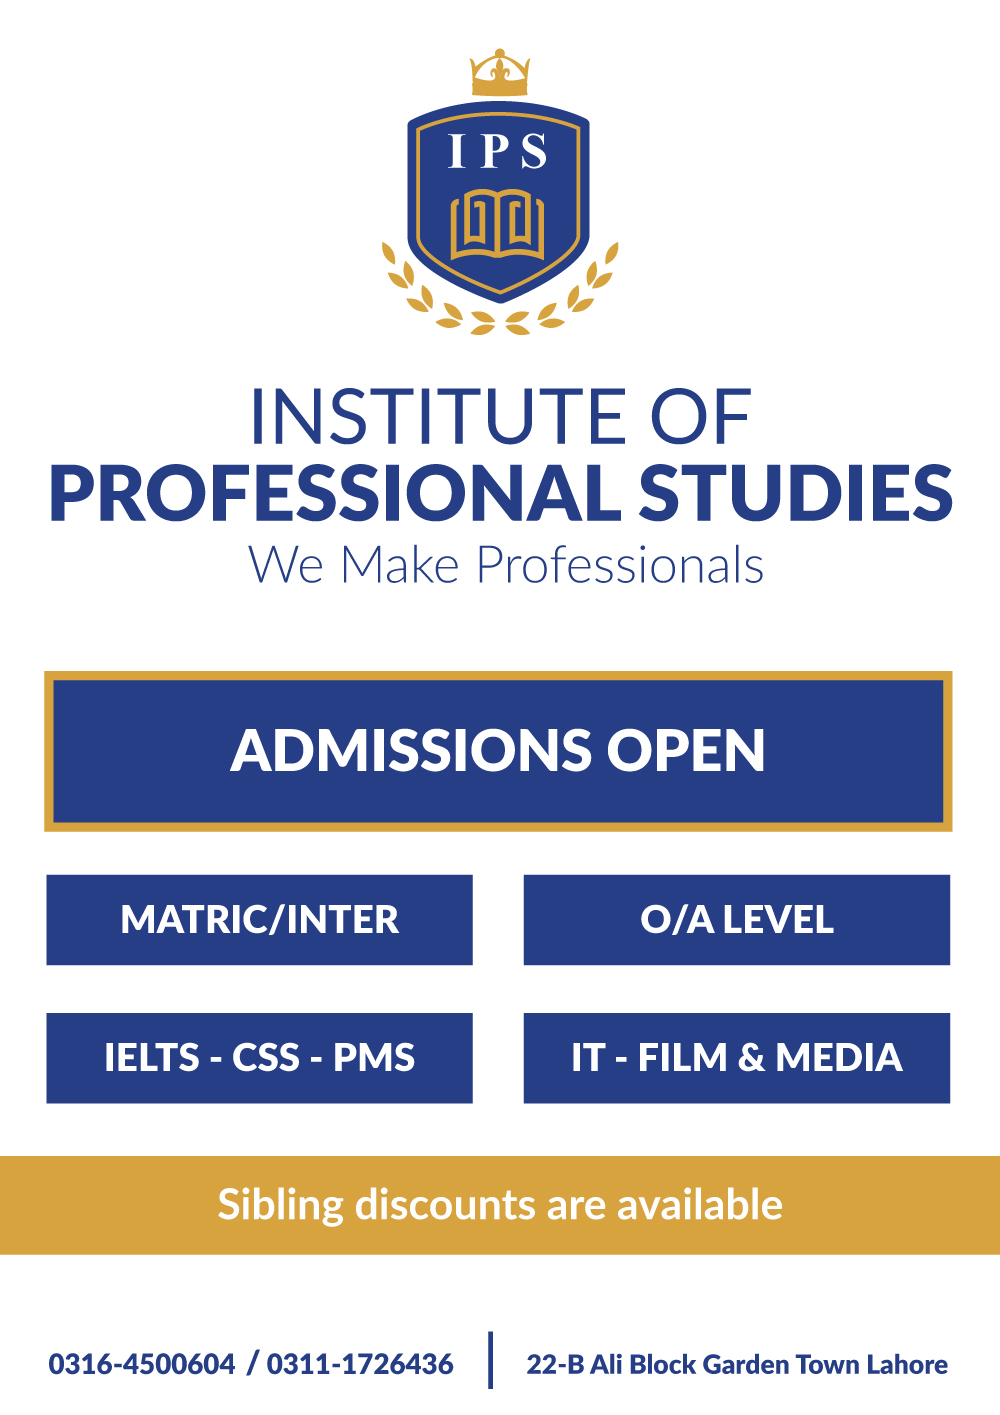 I P S
INSTITUTE OF
PROFESSIONAL STUDIES
We Make Professionals
ADMISSIONS OPEN
MATRIC/INTER
O/A LEVEL
IELTS - CSS - PMS
IT - FILM & MEDIA
Sibling discounts are available
0316-4500604 / 0311-1726436
22-B Ali Block Garden Town Lahore